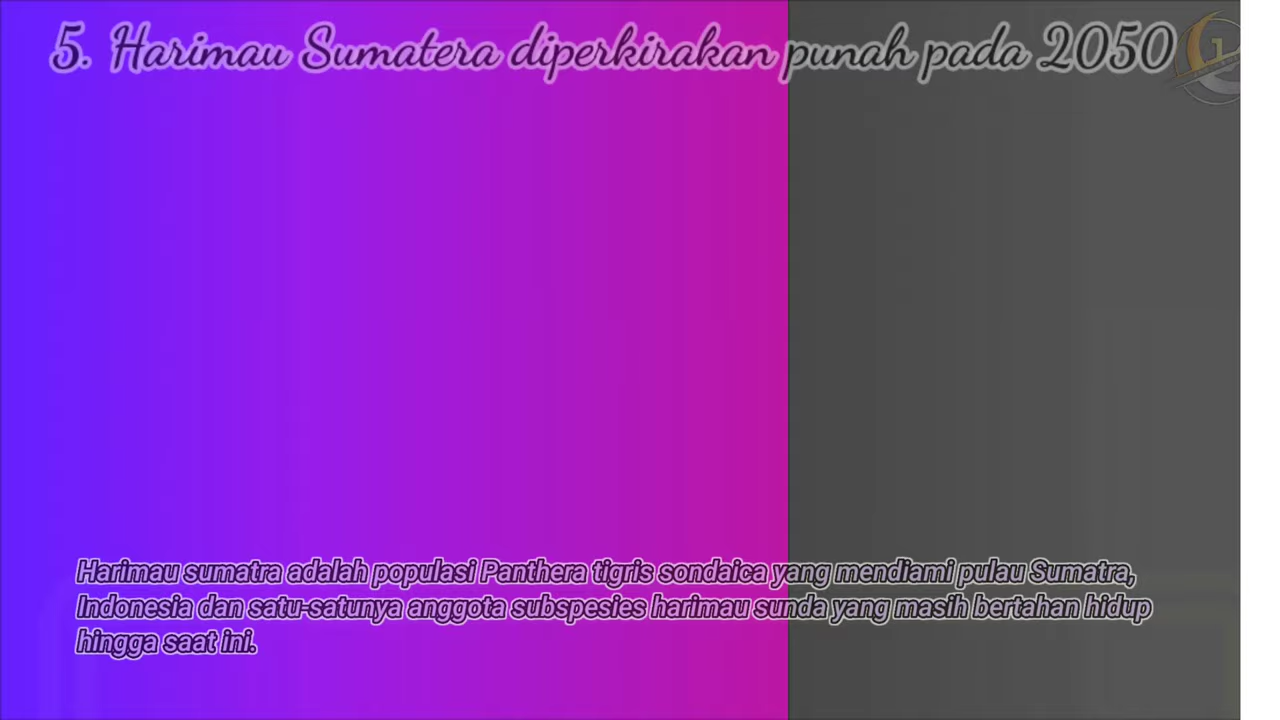 5. Harimau Sumatera diperkirakan punah pada 2050
Harimau sumatra adalah populasi Panthera tigris sondaica yang mendiami pulau Sumatra,
Indonesia dan satu-satunya anggota subspesies harimau sunda yang masih bertahan hidup
hingga saat ini.